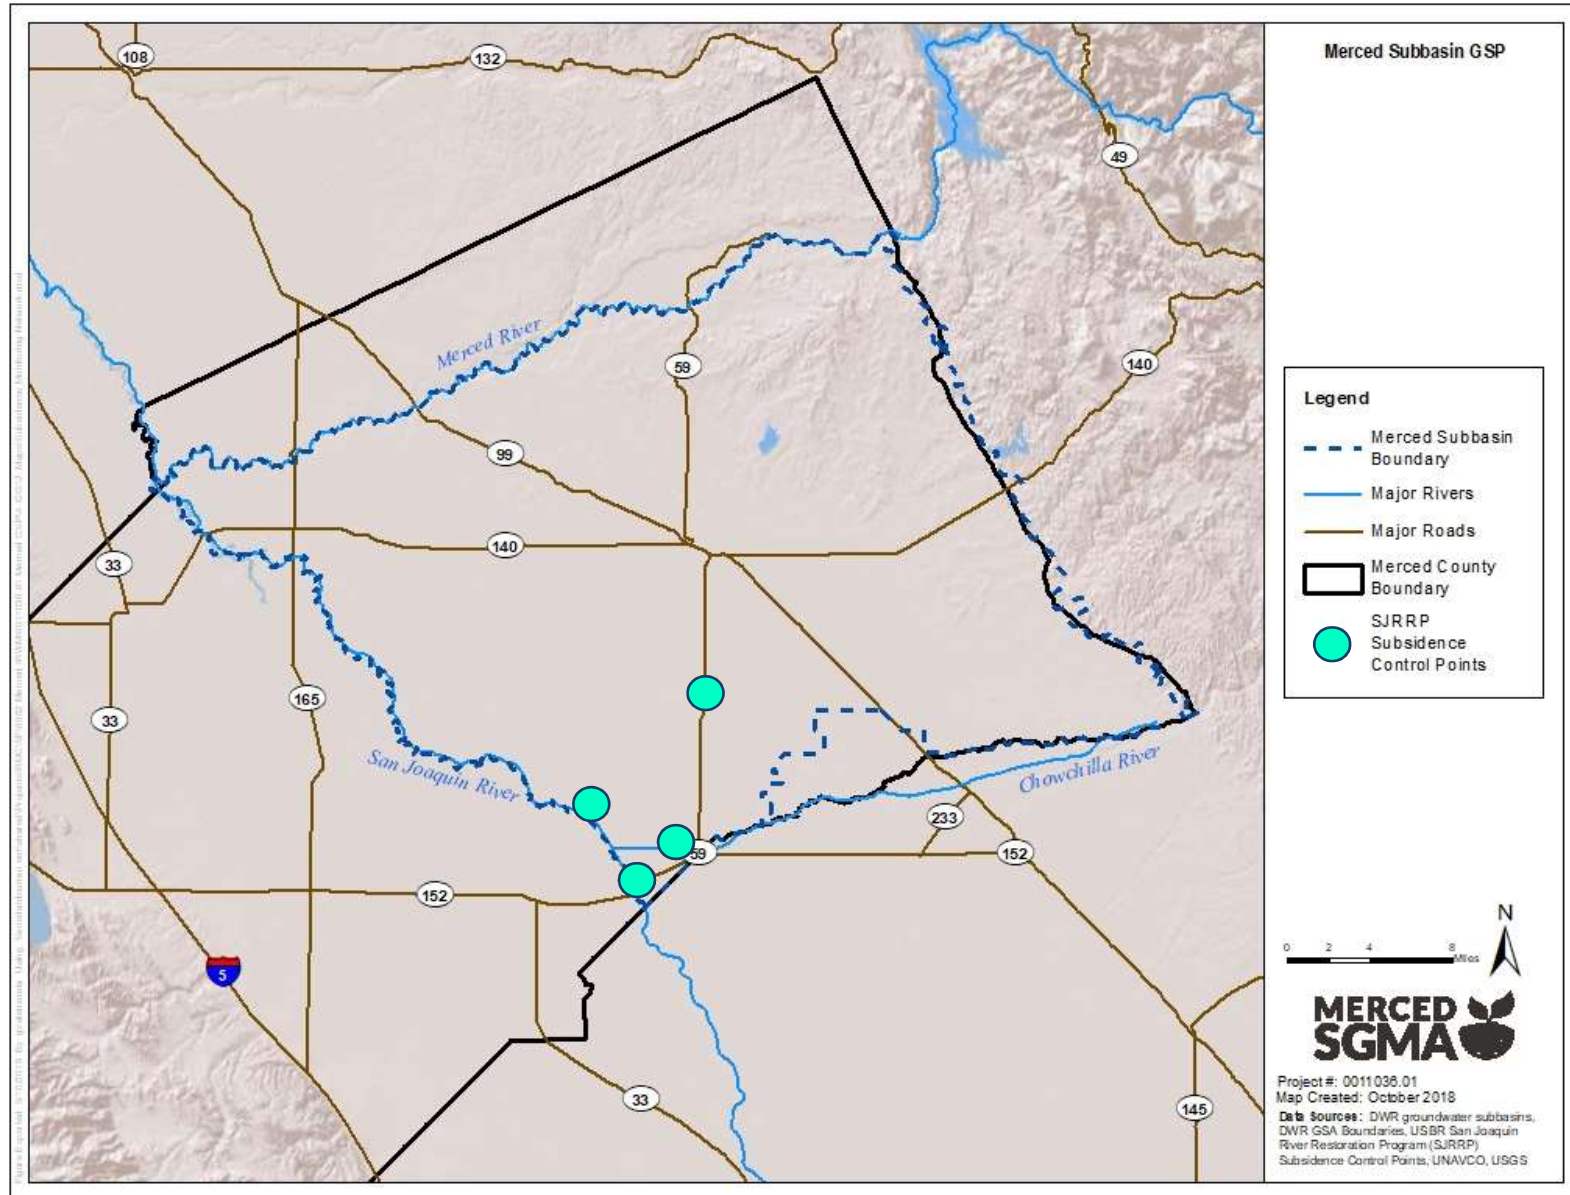 Merced Subbasin GSP
108
132
49
Merced River
59
140
99
140
33
165
33
San Joaquin River
Chowchilla River
233
59
152
152
5
33
145
Legend
Merced Subbasin
Boundary
Major Rivers
Major Roads
Merced County
Boundary
SJRRP
Subsidence
Control Points
N
0 2 4 8
Miles
MERCED
SGMA
Project #: 0011036.01
Map Created: October 2018
Data Sources: DWR groundwater subbasins,
DWR GSA Boundaries, USBR San Joaquin
River Restoration Program (SJRRP)
Subsidence Control Points, UNAVCO, USGS